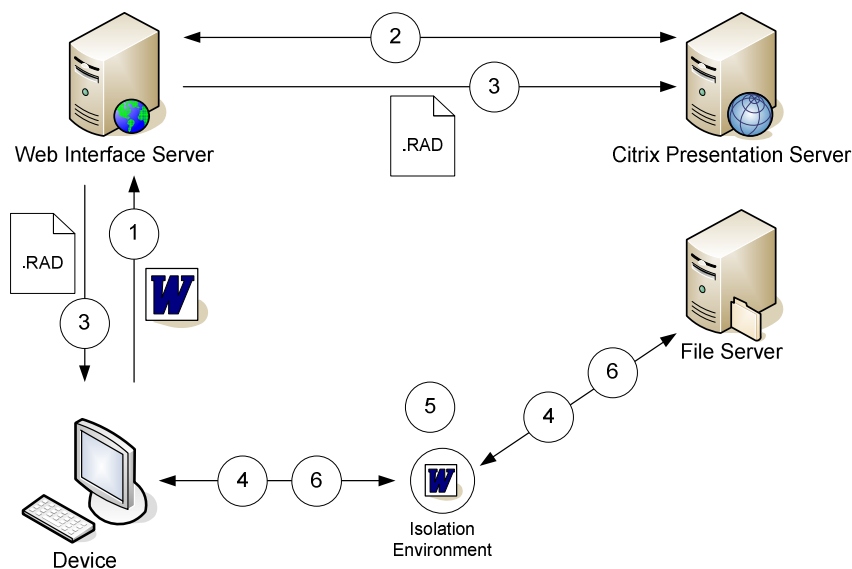 2
3
.RAD
Web Interface Server
Citrix Presentation Server
1
.RAD
W
3
File Server
6
5
4
4
6
W
Isolation
Environment
Device